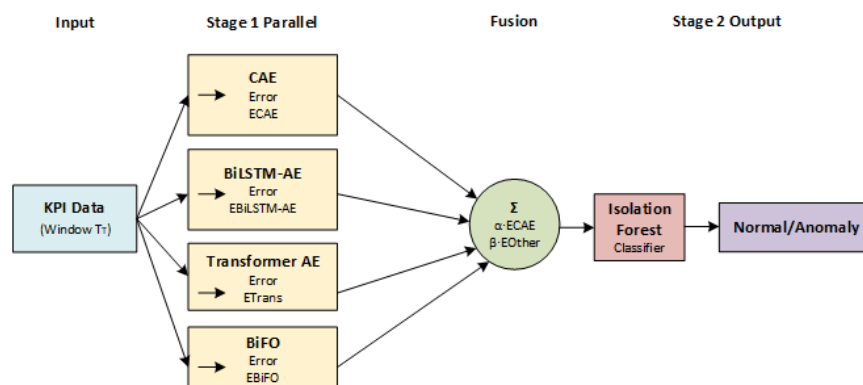 Input
Stage 1 Parallel
Fusion
Stage 2 Output
CAE
Error
ECAE
BiLSTM-AE
Error
EBiLSTM-AE
KPI Data
(Window TT)
Transformer AE
Error
ETrans
BiFO
Error
EBiFO
Σ
α·ECAE
β·EOther
Isolation
Forest
Classifier
Normal/Anomaly